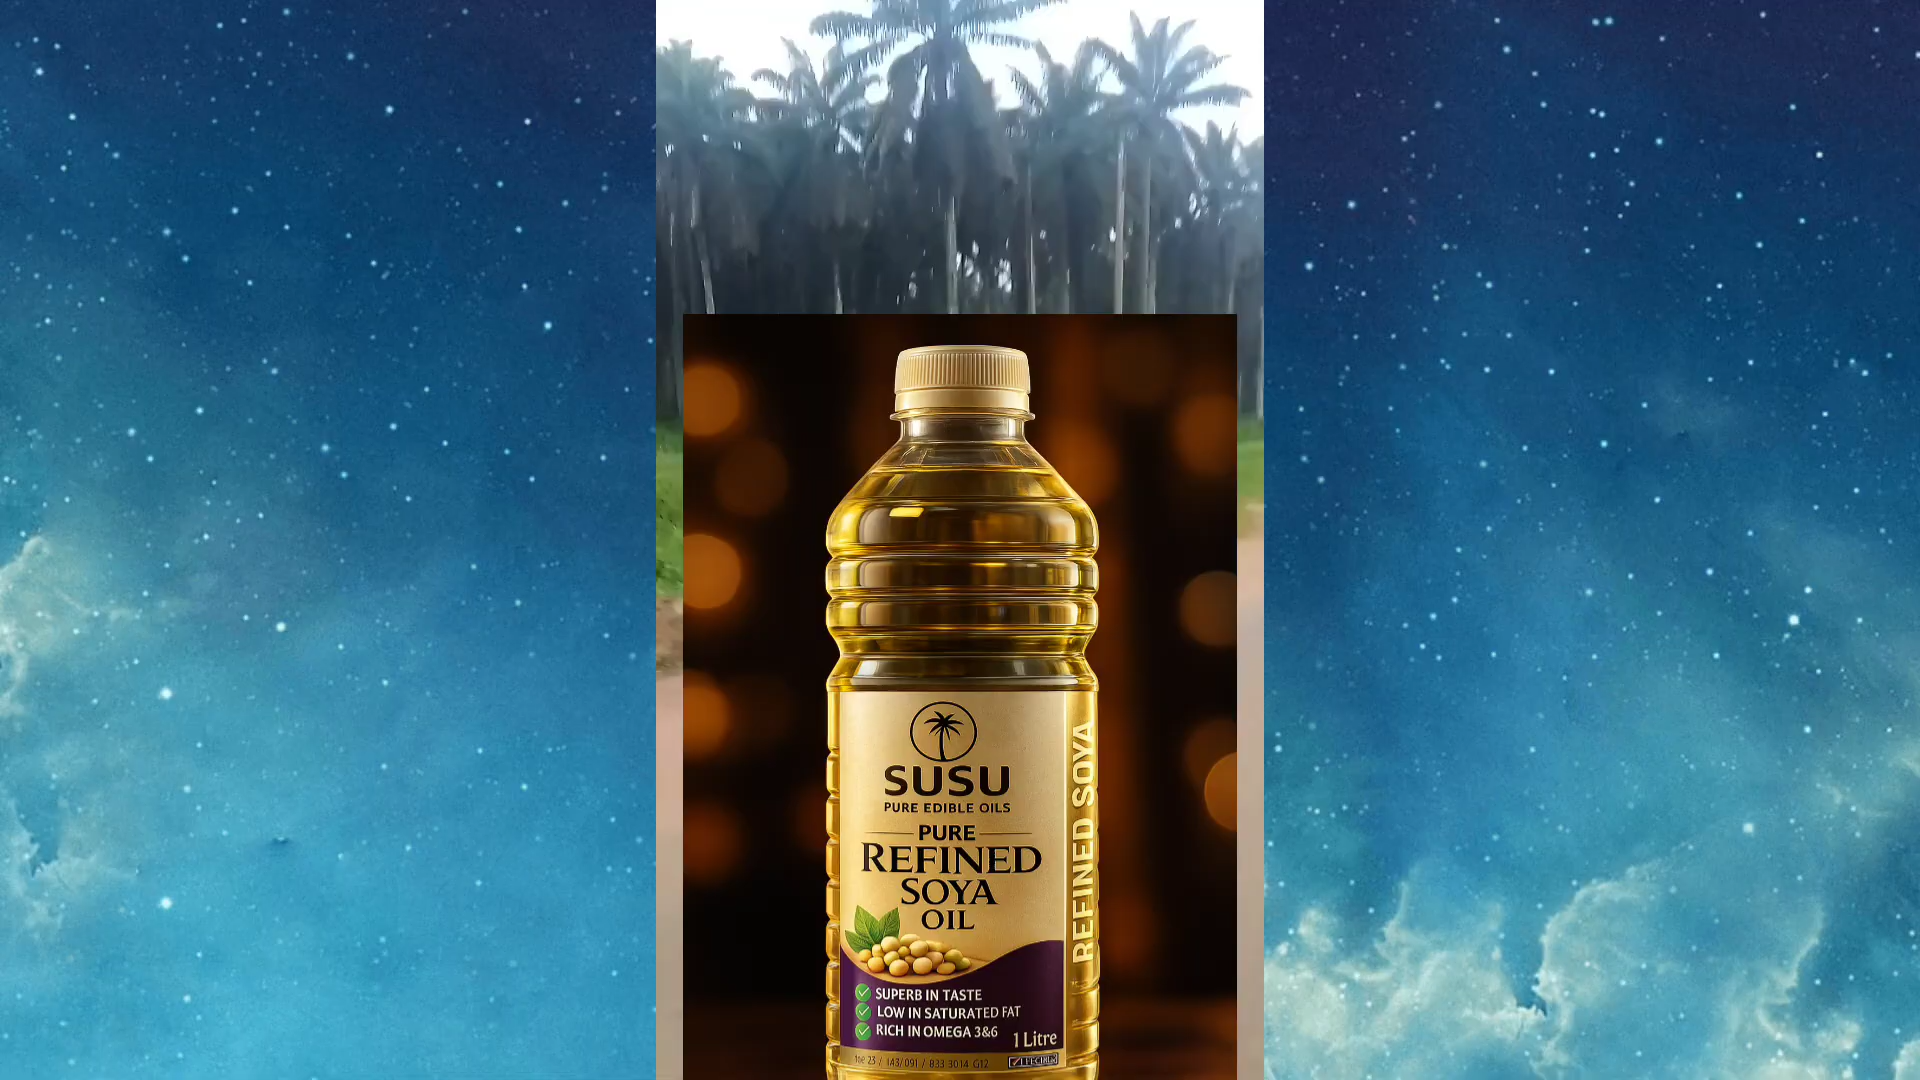 SUSU
PURE EDIBLE OILS
PURE
REFINED
SOYA
OIL
REFINED SOYA
SUPERB IN TASTE
LOW IN SATURATED FAT
RICH IN OMEGA 3&6
1 Litre